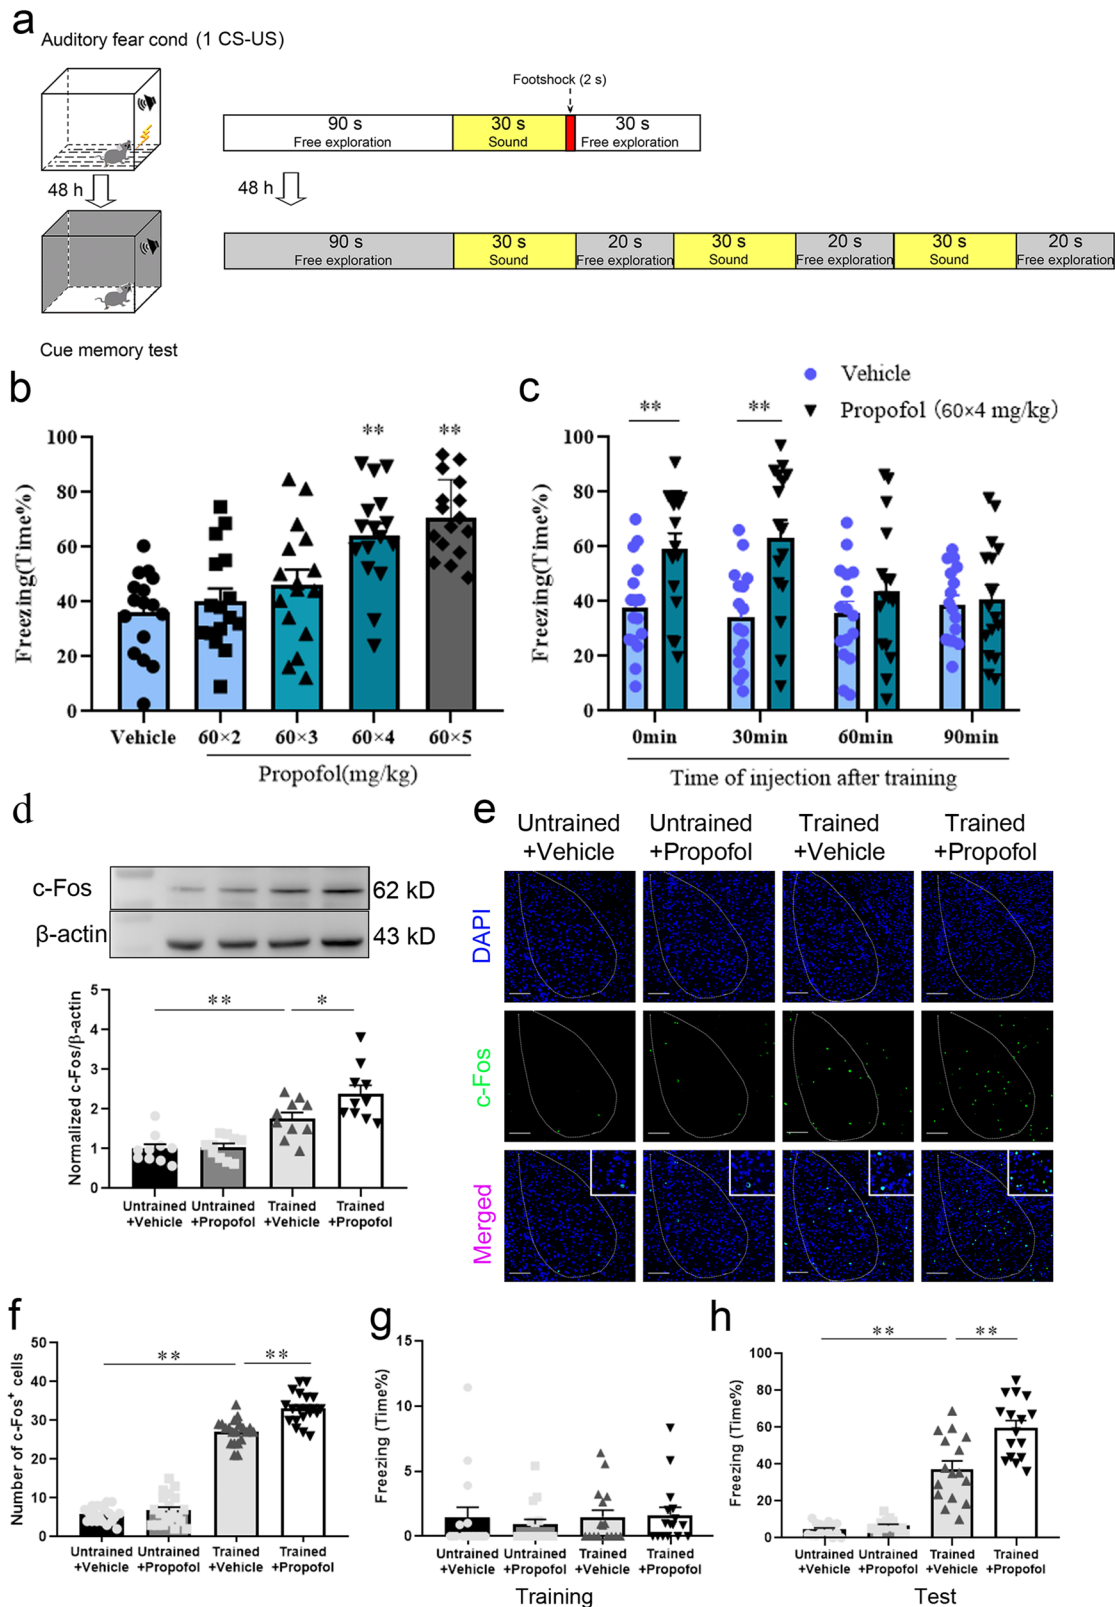 a
Auditory fear cond (1 CS-US)
Footshock (2 s)
90 s
30 s
30 s
Free exploration
Sound
Free exploration
48 h
48 h
90 s
30 s
20 s
30 s
20 s
30 s
20 s
Free exploration
Sound
Free exploration
Sound
Free exploration
Sound
Free exploration
Cue memory test
b
Freezing(Time%)
100
80
60
40
20
0
**
**
Vehicle
60×2
60×3
60×4
60×5
Propofol(mg/kg)
c
Vehicle
Propofol (60×4 mg/kg)
Freezing(Time%)
100
80
60
40
20
0
**
**
0min
30min
60min
90min
Time of injection after training
d
c-Fos
62 kD
β-actin
43 kD
Normalized c-Fos/β-actin
5
4
3
2
1
0
**
*
Untrained
+Vehicle
Untrained
+Propofol
Trained
+Vehicle
Trained
+Propofol
e
Untrained
+Vehicle
Untrained
+Propofol
Trained
+Vehicle
Trained
+Propofol
DAPI
c-Fos
Merged
f
Number of c-Fos+ cells
50
40
30
20
10
0
**
**
Untrained
+Vehicle
Untrained
+Propofol
Trained
+Vehicle
Trained
+Propofol
g
Freezing (Time%)
15
10
5
0
Untrained
+Vehicle
Untrained
+Propofol
Trained
+Vehicle
Trained
+Propofol
Training
h
Freezing (Time%)
100
80
60
40
20
0
**
**
Untrained
+Vehicle
Untrained
+Propofol
Trained
+Vehicle
Trained
+Propofol
Test